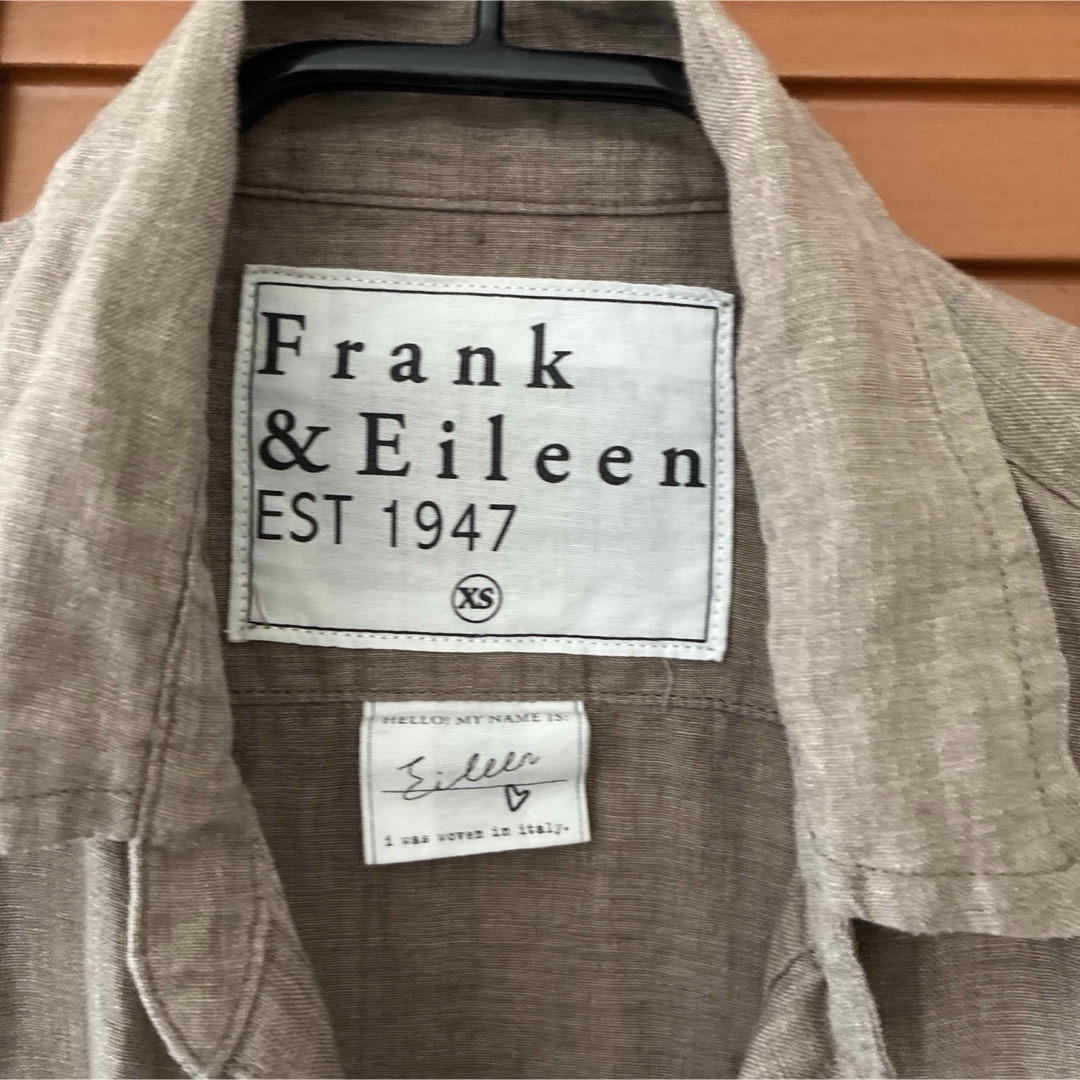 Frank
& Eileen
EST 1947
XS
HELLO! MY NAME IS:
Eileen
i was woven in italy.